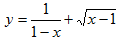 y = 1/(1−x) + √(x−1)